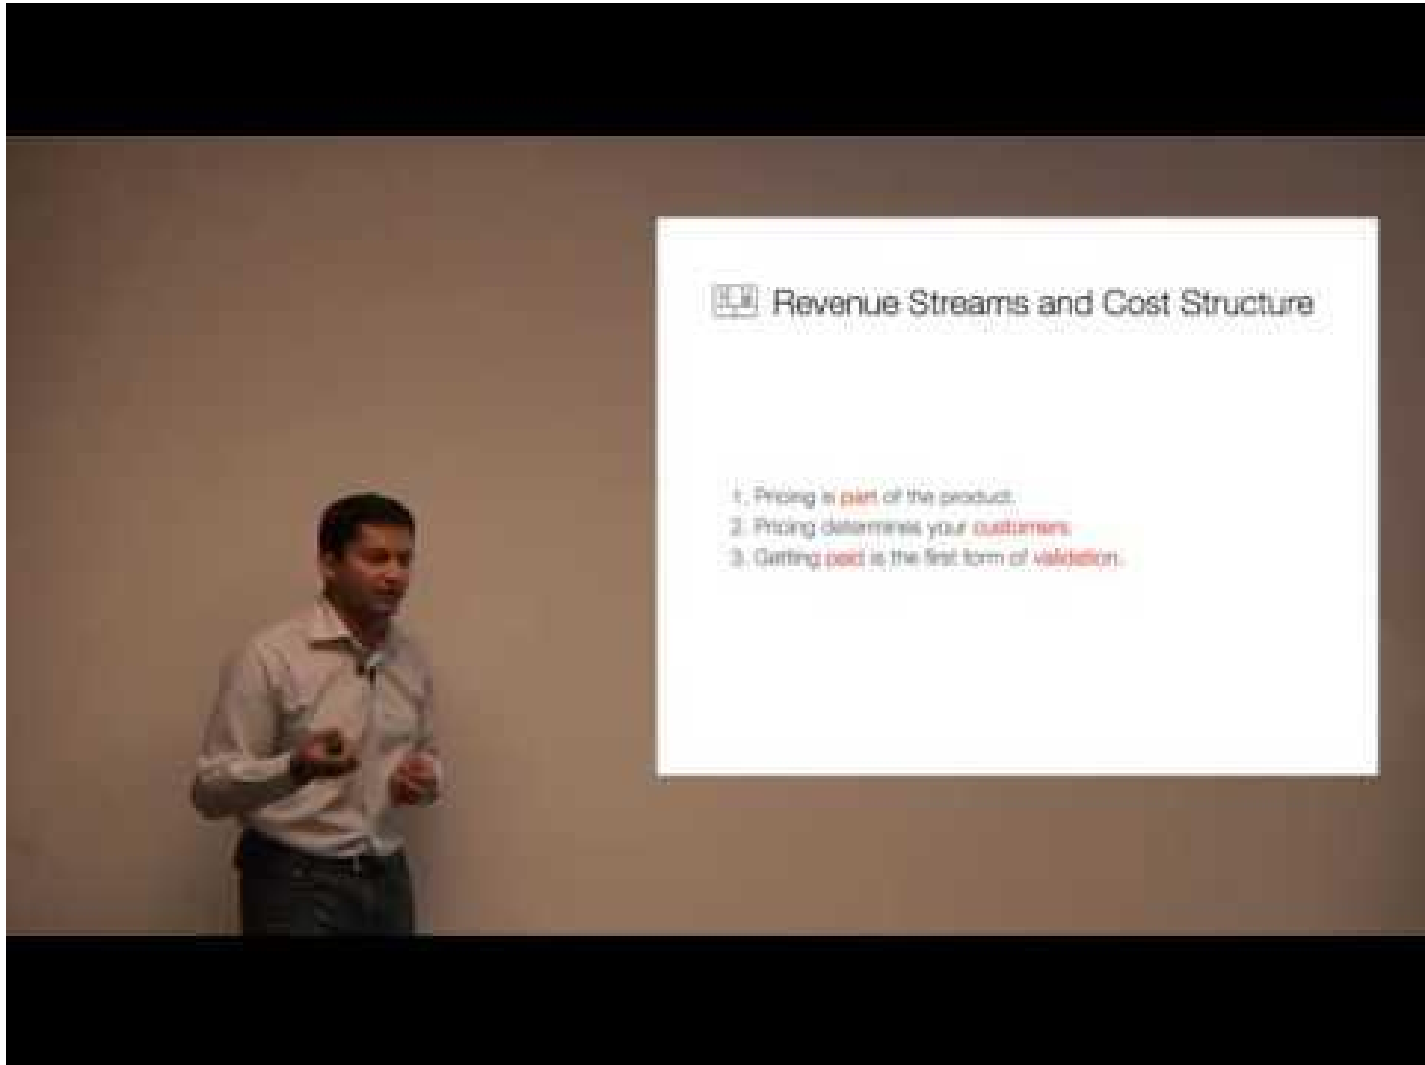 Revenue Streams and Cost Structure
1. Pricing is part of the product.
2. Pricing determines your customers.
3. Getting paid is the first form of validation.